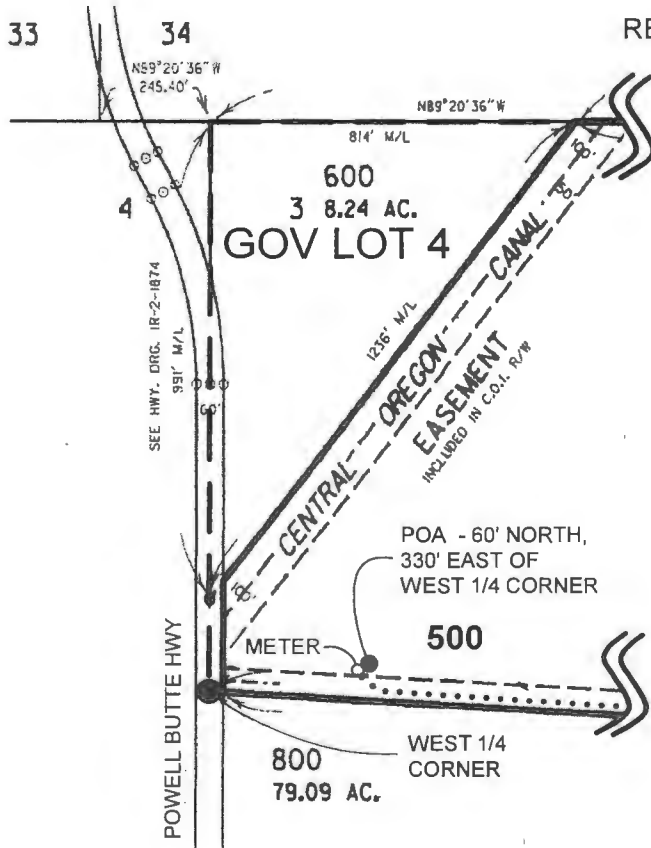 33
34
RE
N89°20'36"W
245.40'
N89°20'36"W
814' M/L
600
3 8.24 AC.
4
GOV LOT 4
100'
50'
SEE HWY. DRG. 1R-2-1874
991' M/L
60'
1236' M/L
CENTRAL OREGON CANAL
EASEMENT
INCLUDED IN C.O.I. R/W
100'
POA - 60' NORTH,
330' EAST OF
WEST 1/4 CORNER
METER
500
POWELL BUTTE HWY
WEST 1/4
CORNER
800
79.09 AC.